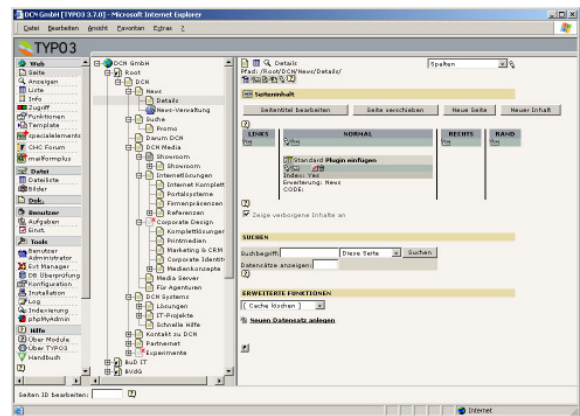 DCN GmbH [TYPO3 3.7.0] - Microsoft Internet Explorer
Datei Bearbeiten Ansicht Favoriten Extras ?
TYPO3
Web
Seite
Anzeigen
Liste
Info
Zugriff
Funktionen
Template
specialelements
CHC Forum
mailformplus
Datei
Dateiliste
Bilder
Dok.
Benutzer
Aufgaben
Einst.
Tools
Benutzer
Administrator
Ext Manager
DB Überprüfung
Konfiguration
Installation
Log
Indexierung
phpMyAdmin
Hilfe
Über Module
Über TYPO3
Handbuch
DCN GmbH
Root
DCN
News
Details
News-Verwaltung
Suche
Promo
Darum DCN
DCN Media
Showroom
Showroom
Internetlösungen
Internet Komplett
Portalsysteme
Firmenpräsenzen
Referenzen
Corporate Design
Komplettlösunger
Printmedien
Marketing & CRM
Corporate Identit
Medienkonzepte
Media Server
Für Agenturen
DCN Systems
Lösungen
IT-Projekte
Schnelle Hilfe
Kontakt zu DCN
Partnernet
Experimente
BuD IT
BVdG
Details
Spalten
Pfad: /Root/DCN/News/Details/
Seiteninhalt
Seitentitel bearbeiten Seite verschieben Neue Seite Neuer Inhalt
LINKS NORMAL RECHTS RAND
Standard Plugin einfügen
Index: Yes
Erweiterung: News
CODE:
Zeige verborgene Inhalte an
SUCHEN
Suchbegriff: Diese Seite Suchen
Datensätze anzeigen:
ERWEITERTE FUNKTIONEN
[ Cache löschen ]
Neuen Datensatz anlegen
Seiten ID bearbeiten:
Internet